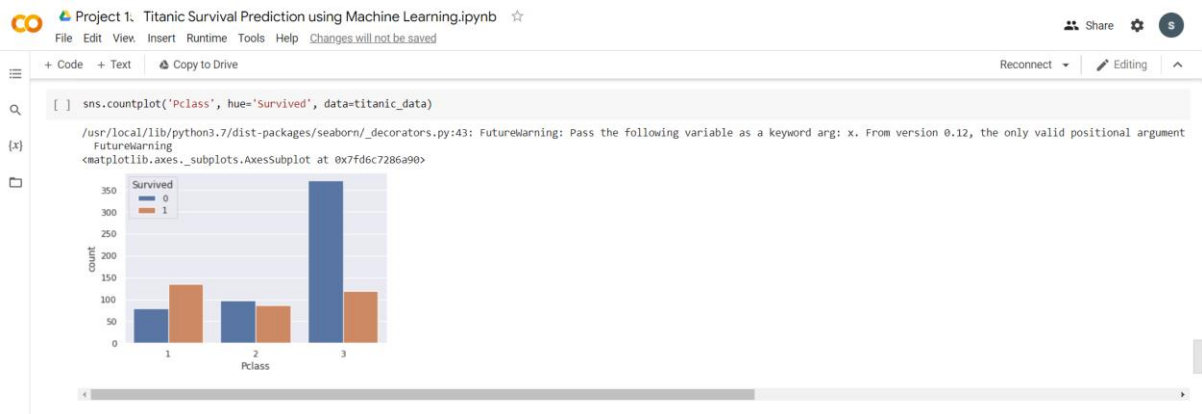 Project 1. Titanic Survival Prediction using Machine Learning.ipynb
File Edit View Insert Runtime Tools Help Changes will not be saved
Share
S
+ Code + Text Copy to Drive
Reconnect
Editing
{x}
[ ] sns.countplot('Pclass', hue='Survived', data=titanic_data)
/usr/local/lib/python3.7/dist-packages/seaborn/_decorators.py:43: FutureWarning: Pass the following variable as a keyword arg: x. From version 0.12, the only valid positional argument
FutureWarning
<matplotlib.axes._subplots.AxesSubplot at 0x7fd6c7286a90>
Survived
0
1
350
300
250
200
150
100
50
0
count
1 2 3
Pclass